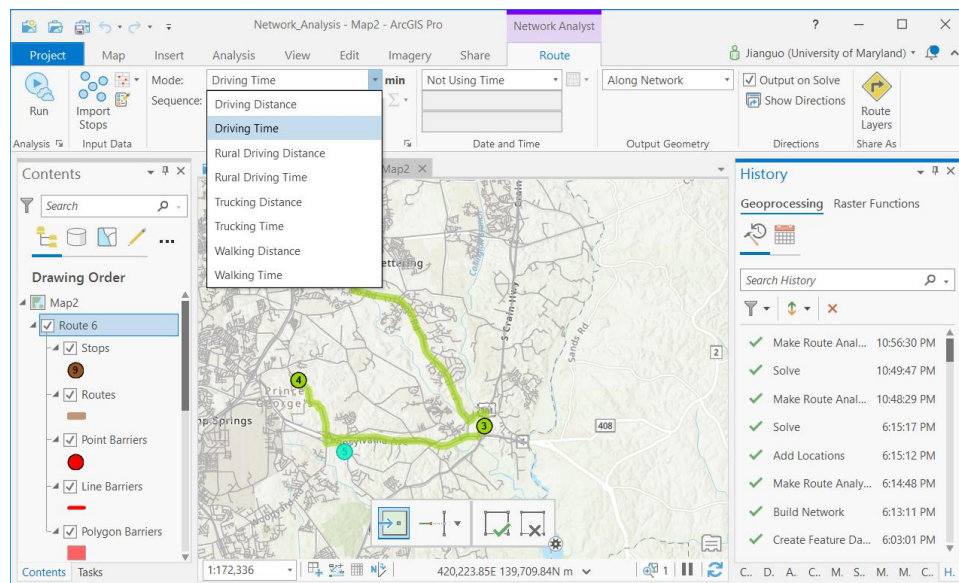 Network_Analysis - Map2 - ArcGIS Pro
Network Analyst
?
Project Map Insert Analysis View Edit Imagery Share Route
Jianguo (University of Maryland)
Run
Import Stops
Mode: Driving Time min
Sequence:
Not Using Time
Along Network
Output on Solve
Show Directions
Route Layers
Analysis Input Data Date and Time Output Geometry Directions Share As
Driving Distance
Driving Time
Rural Driving Distance
Rural Driving Time
Trucking Distance
Trucking Time
Walking Distance
Walking Time
Contents
Search
Drawing Order
Map2
Route 6
Stops
9
Routes
Point Barriers
Line Barriers
Polygon Barriers
Contents Tasks
Map2
S Crain Hwy
Sands Rd
2
4
Prince George's
3
408
5
1:172,336
420,223.85E 139,709.84N m
1
History
Geoprocessing Raster Functions
Search History
Make Route Anal... 10:56:30 PM
Solve 10:49:47 PM
Make Route Anal... 10:48:29 PM
Solve 6:15:17 PM
Add Locations 6:15:12 PM
Make Route Analy... 6:14:48 PM
Build Network 6:13:11 PM
Create Feature Da... 6:03:01 PM
C... D. A. C... M. S... M. M. C... H.